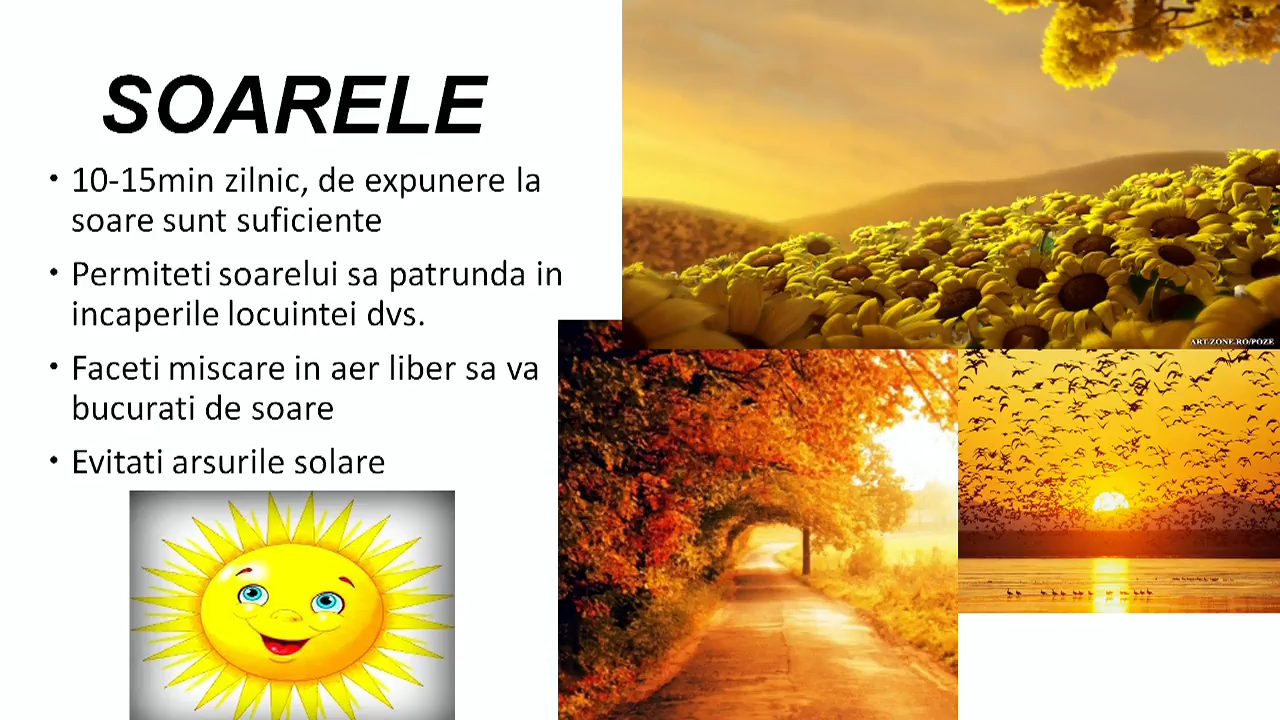 SOARELE
• 10-15min zilnic, de expunere la
soare sunt suficiente
• Permiteti soarelui sa patrunda in
incaperile locuintei dvs.
• Faceti miscare in aer liber sa va
bucurati de soare
• Evitati arsurile solare
ART-ZONE.RO/POZE